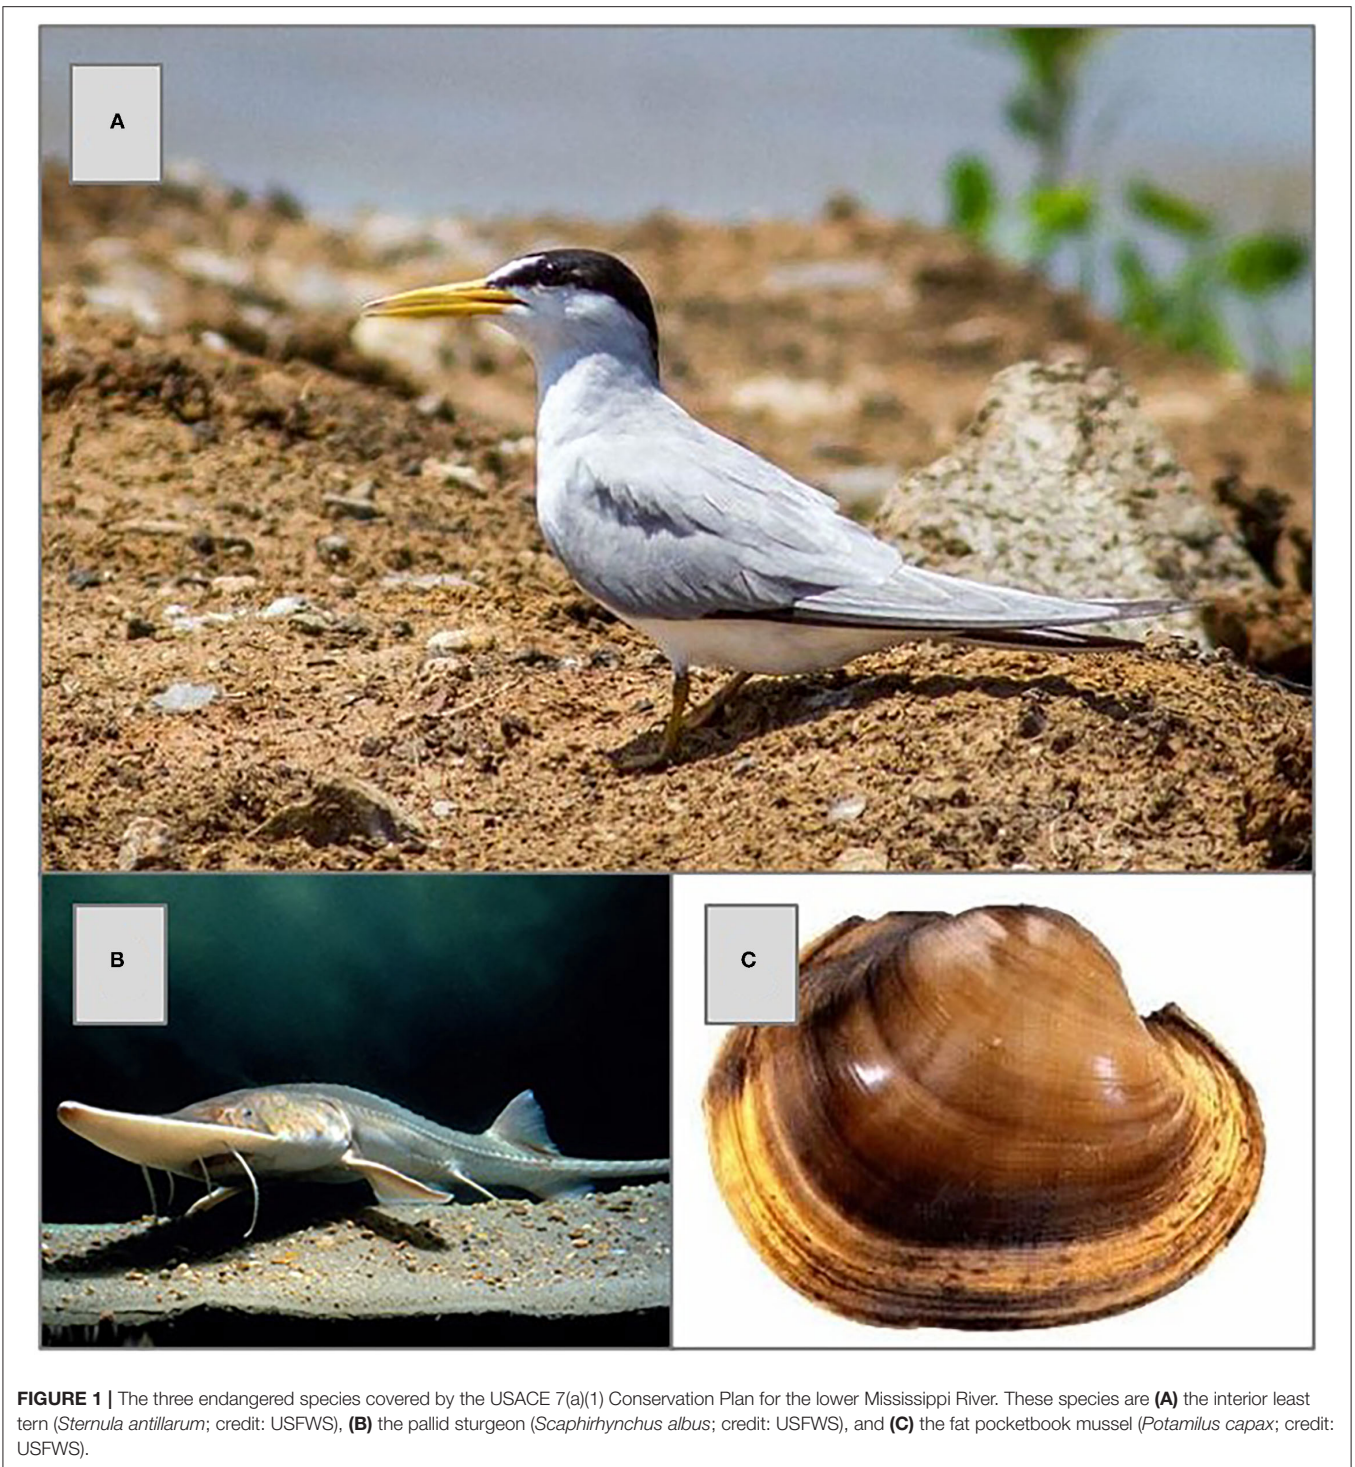 A
B
C
FIGURE 1 | The three endangered species covered by the USACE 7(a)(1) Conservation Plan for the lower Mississippi River. These species are (A) the interior least
tern (Sternula antillarum; credit: USFWS), (B) the pallid sturgeon (Scaphirhynchus albus; credit: USFWS), and (C) the fat pocketbook mussel (Potamilus capax; credit:
USFWS).